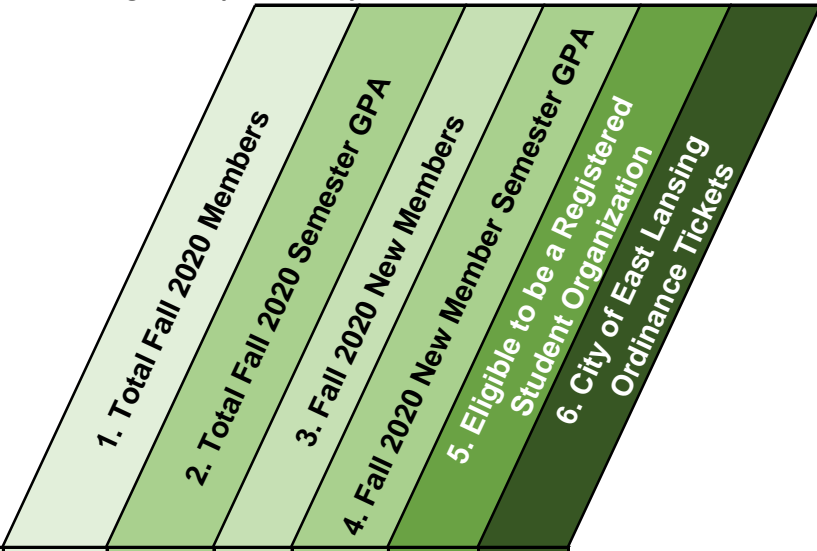 1. Total Fall 2020 Members
2. Total Fall 2020 Semester GPA
3. Fall 2020 New Members
4. Fall 2020 New Member Semester GPA
5. Eligible to be a Registered
Student Organization
6. City of East Lansing
Ordinance Tickets